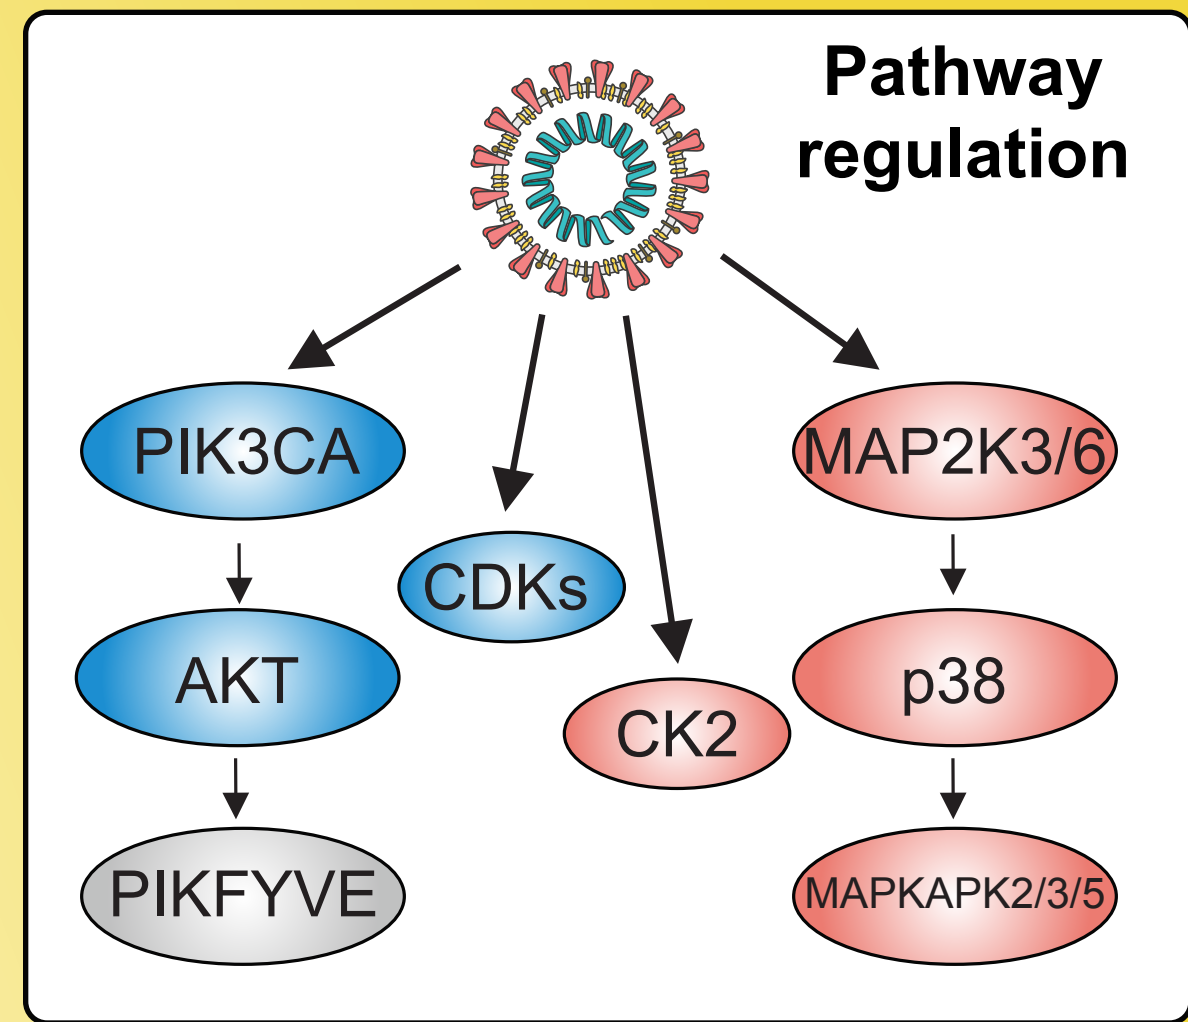 Pathway
regulation
PIK3CA
MAP2K3/6
CDKs
AKT
p38
CK2
PIKFYVE
MAPKAPK2/3/5